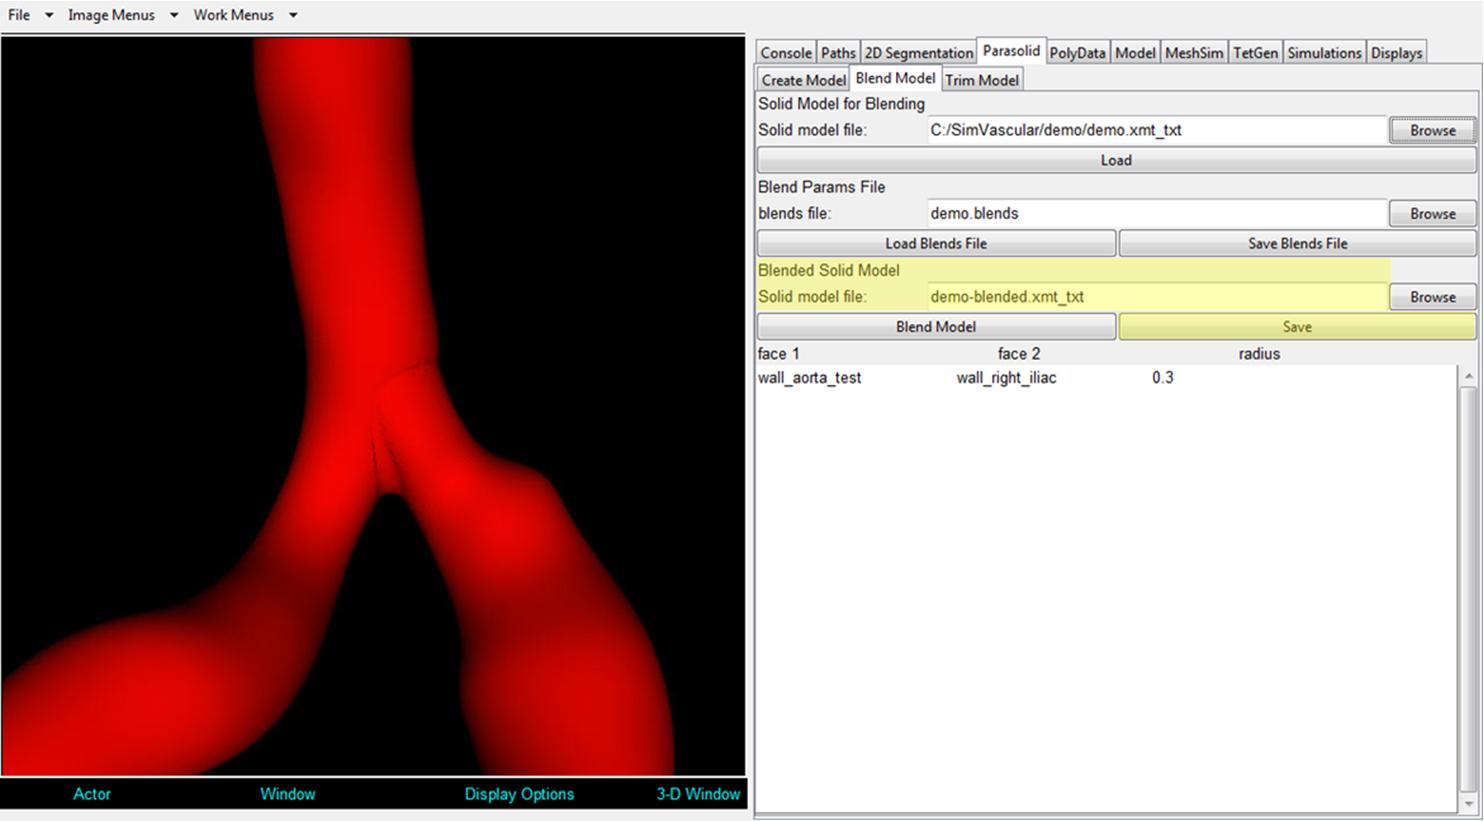 File Image Menus Work Menus
Console Paths 2D Segmentation Parasolid PolyData Model MeshSim TetGen Simulations Displays
Create Model Blend Model Trim Model
Solid Model for Blending
Solid model file: C:/SimVascular/demo/demo.xmt_txt Browse
Load
Blend Params File
blends file: demo.blends Browse
Load Blends File Save Blends File
Blended Solid Model
Solid model file: demo-blended.xmt_txt Browse
Blend Model Save
face 1 face 2 radius
wall_aorta_test wall_right_iliac 0.3
Actor Window Display Options 3-D Window